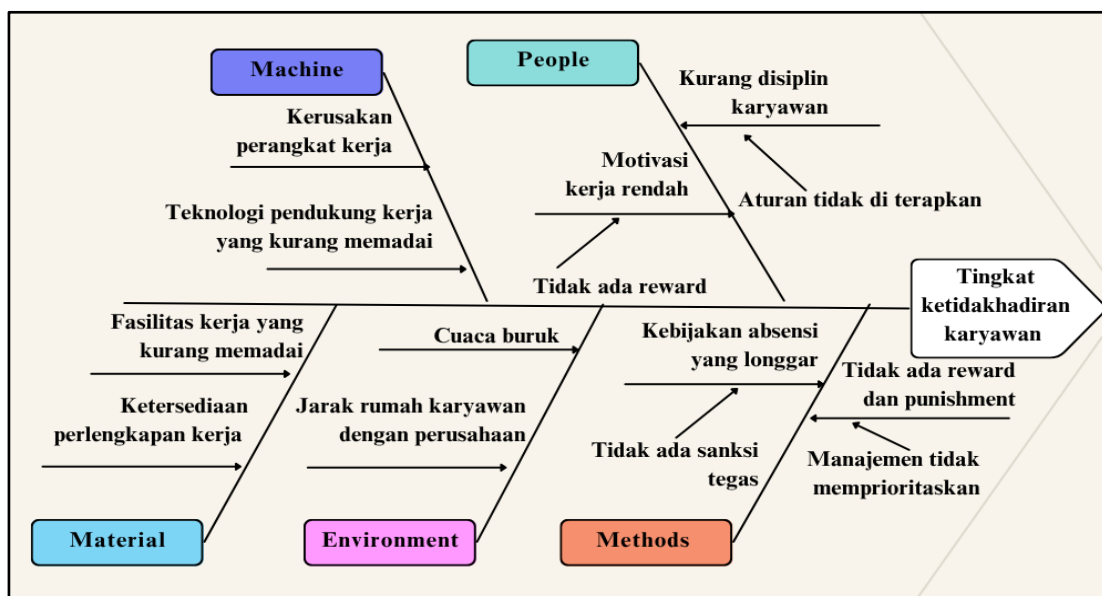 Machine
People
Kurang disiplin
karyawan
Kerusakan
perangkat kerja
Motivasi
kerja rendah
Aturan tidak di terapkan
Teknologi pendukung kerja
yang kurang memadai
Tidak ada reward
Tingkat
ketidakhadiran
karyawan
Fasilitas kerja yang
kurang memadai
Cuaca buruk
Kebijakan absensi
yang longgar
Tidak ada reward
dan punishment
Ketersediaan
perlengkapan kerja
Jarak rumah karyawan
dengan perusahaan
Tidak ada sanksi
tegas
Manajemen tidak
memprioritaskan
Material
Environment
Methods